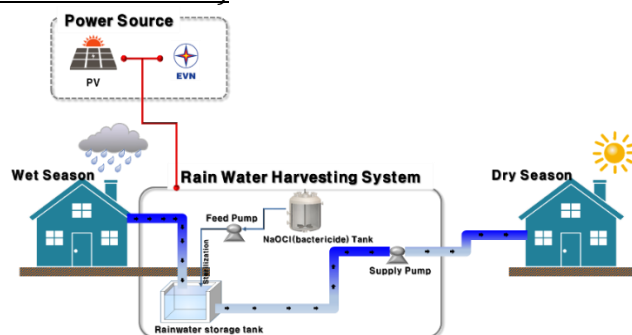 Power Source
PV
EVN
Wet Season
Rain Water Harvesting System
Dry Season
Feed Pump
NaOCl(bactericide) Tank
Sterilization
Supply Pump
Rainwater storage tank